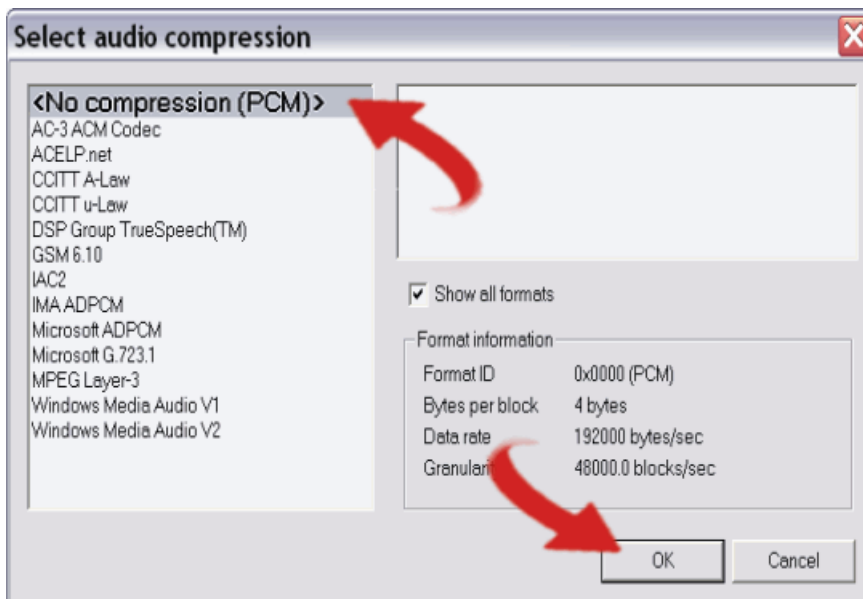 Select audio compression
<No compression (PCM)>
AC-3 ACM Codec
ACELP.net
CCITT A-Law
CCITT u-Law
DSP Group TrueSpeech(TM)
GSM 6.10
IAC2
IMA ADPCM
Microsoft ADPCM
Microsoft G.723.1
MPEG Layer-3
Windows Media Audio V1
Windows Media Audio V2
Show all formats
Format information
Format ID 0x0000 (PCM)
Bytes per block 4 bytes
Data rate 192000 bytes/sec
48000.0 blocks/sec
OK Cancel